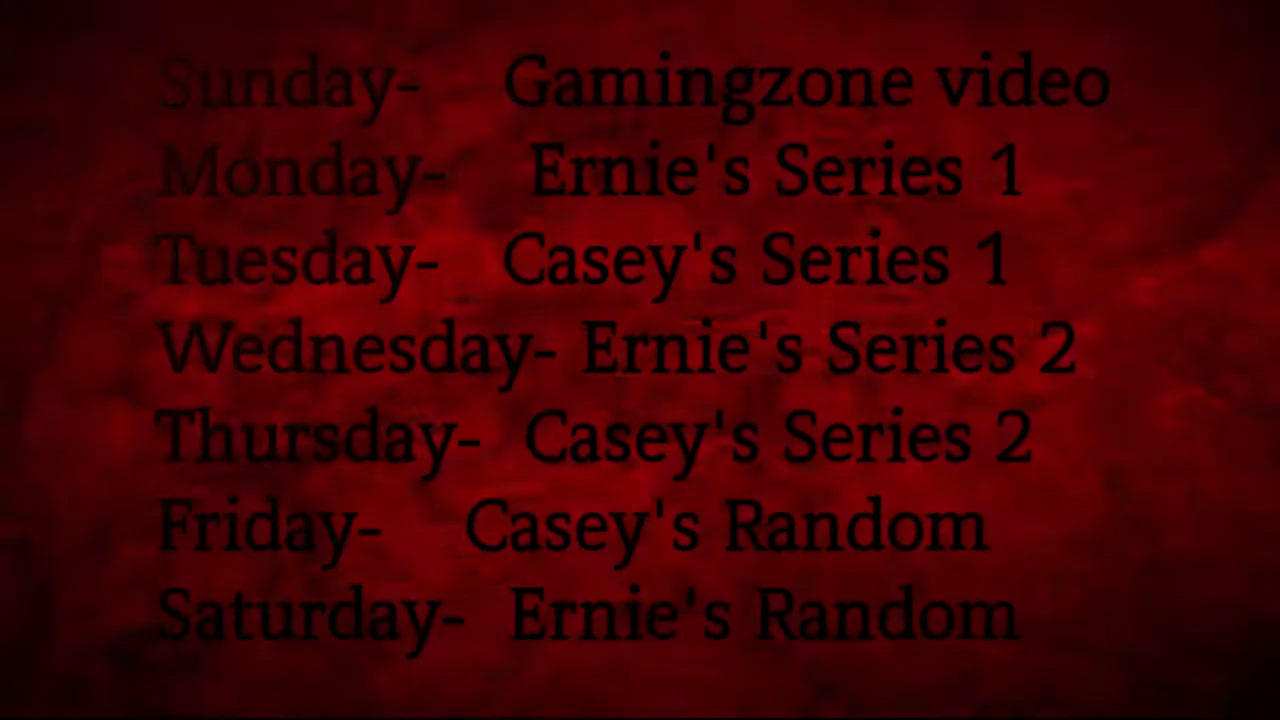 Sunday- Gamingzone video
Monday- Ernie's Series 1
Tuesday- Casey's Series 1
Wednesday- Ernie's Series 2
Thursday- Casey's Series 2
Friday- Casey's Random
Saturday- Ernie's Random